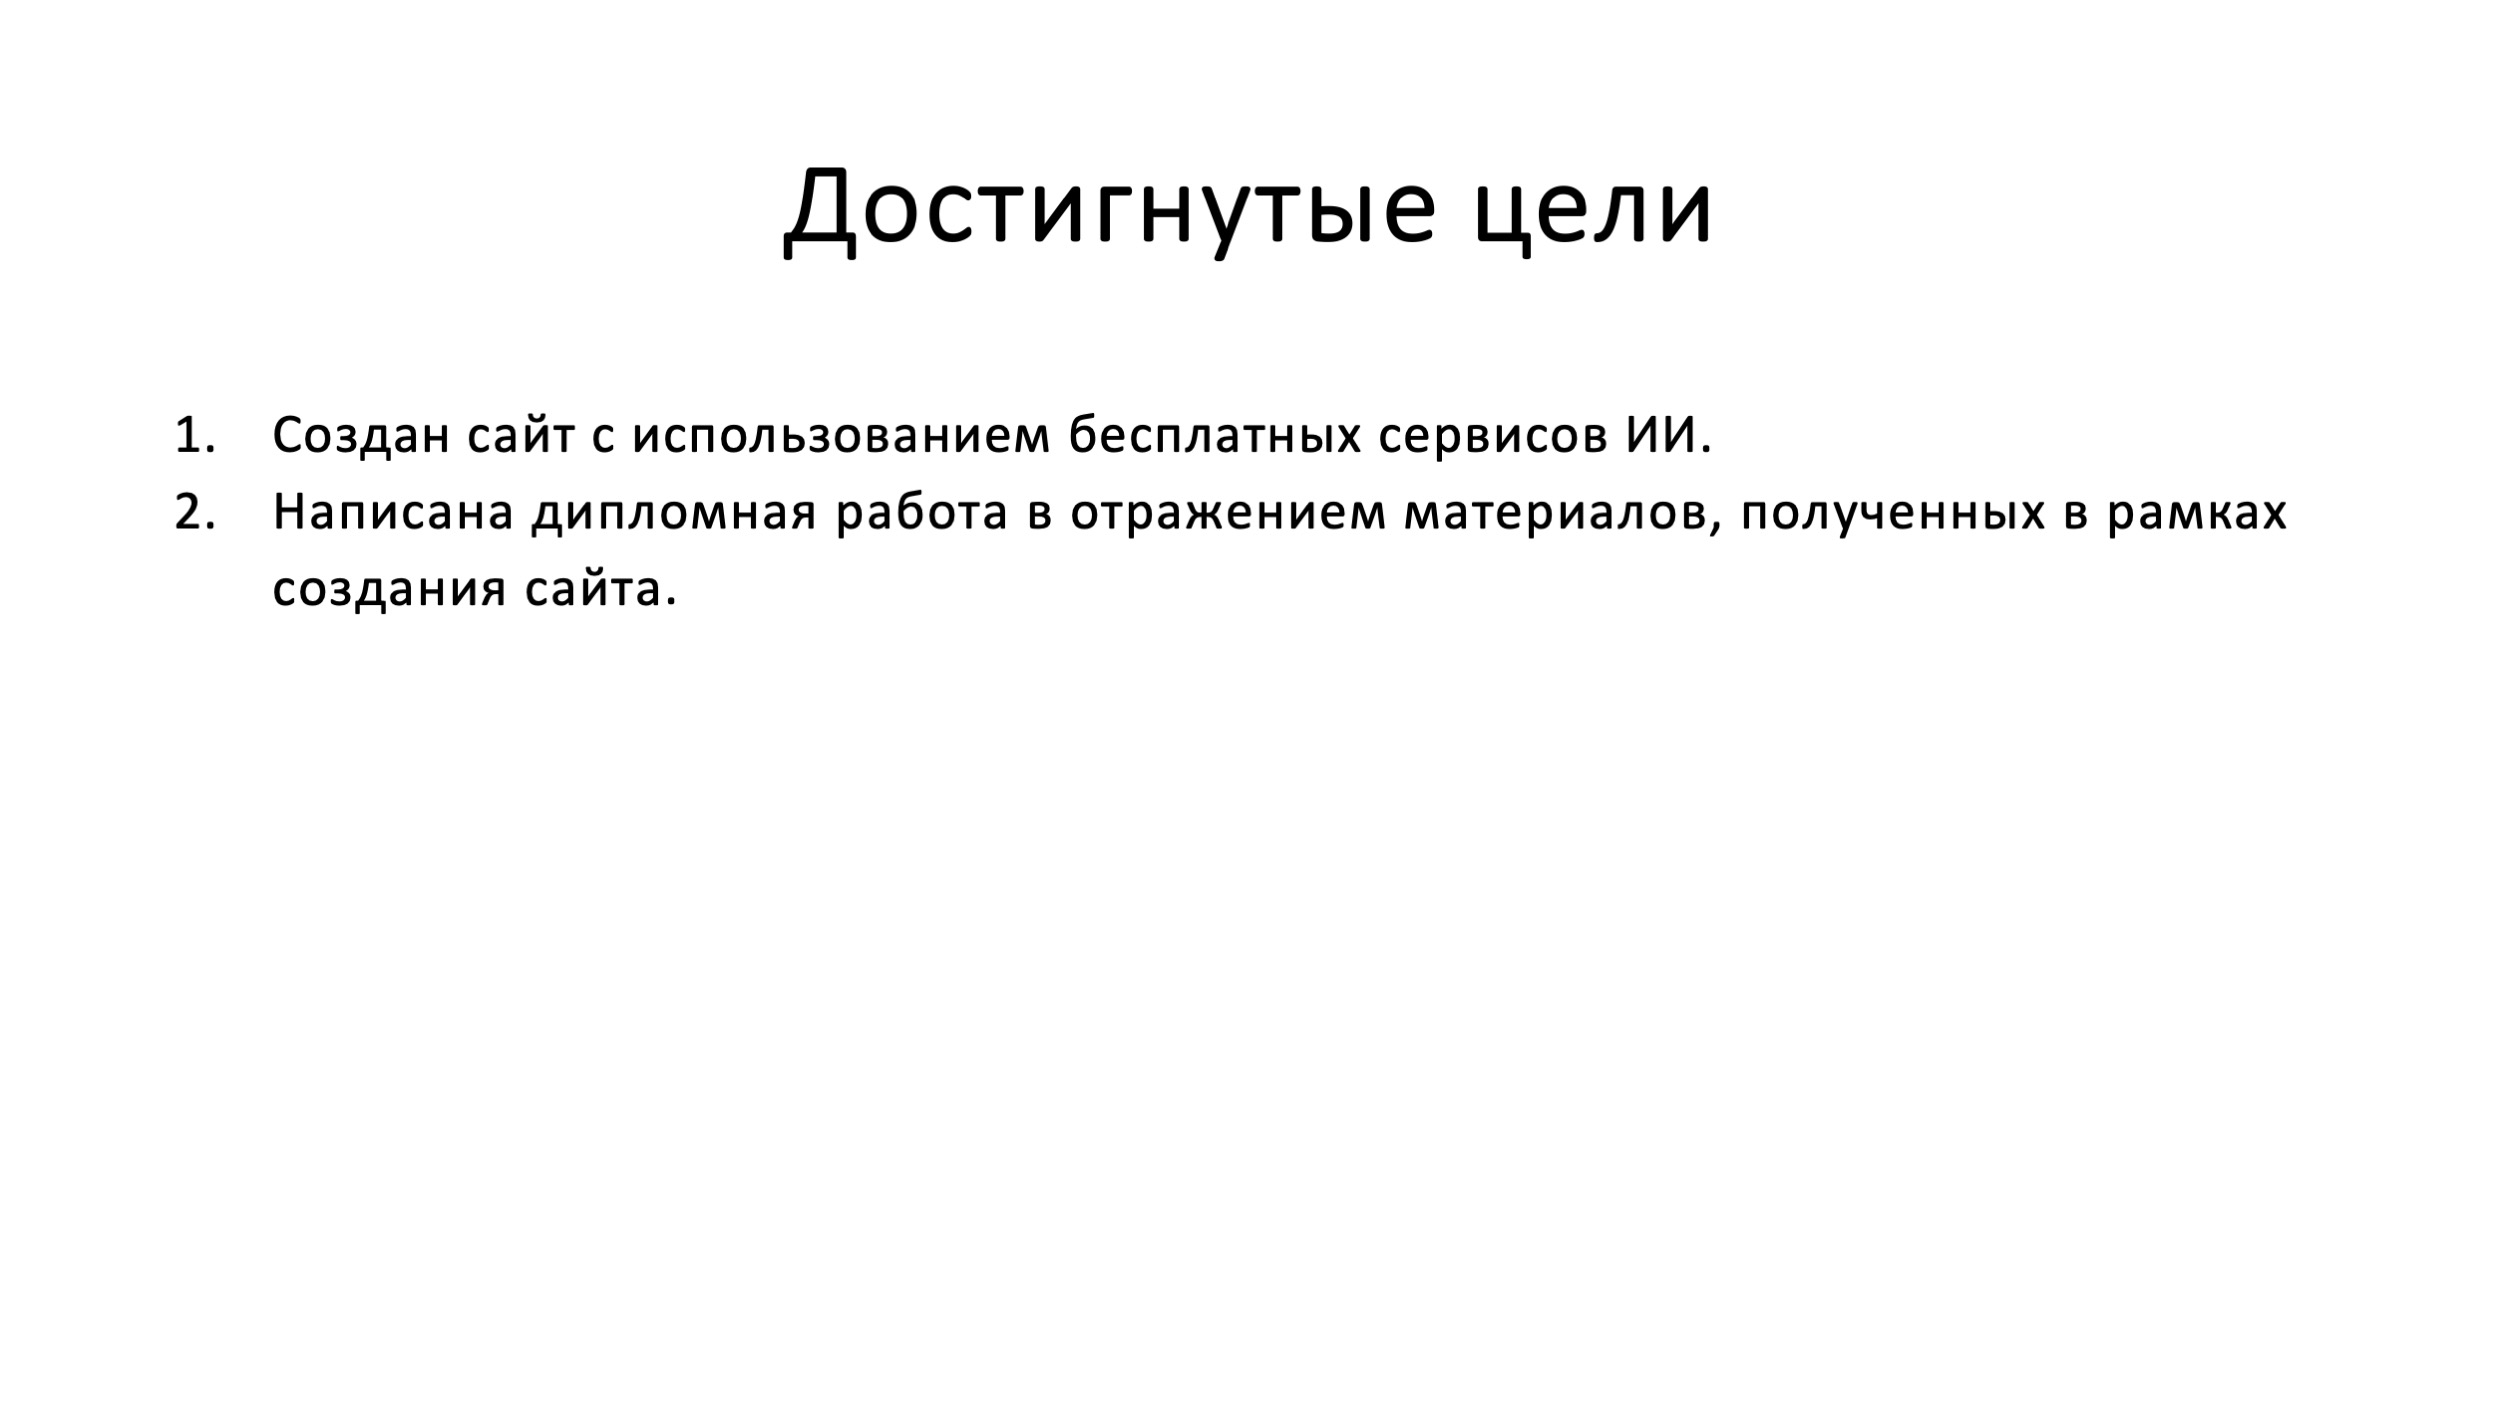 Достигнутые цели
1. Создан сайт с использованием бесплатных сервисов ИИ.
2. Написана дипломная работа в отражением материалов, полученных в рамках
создания сайта.